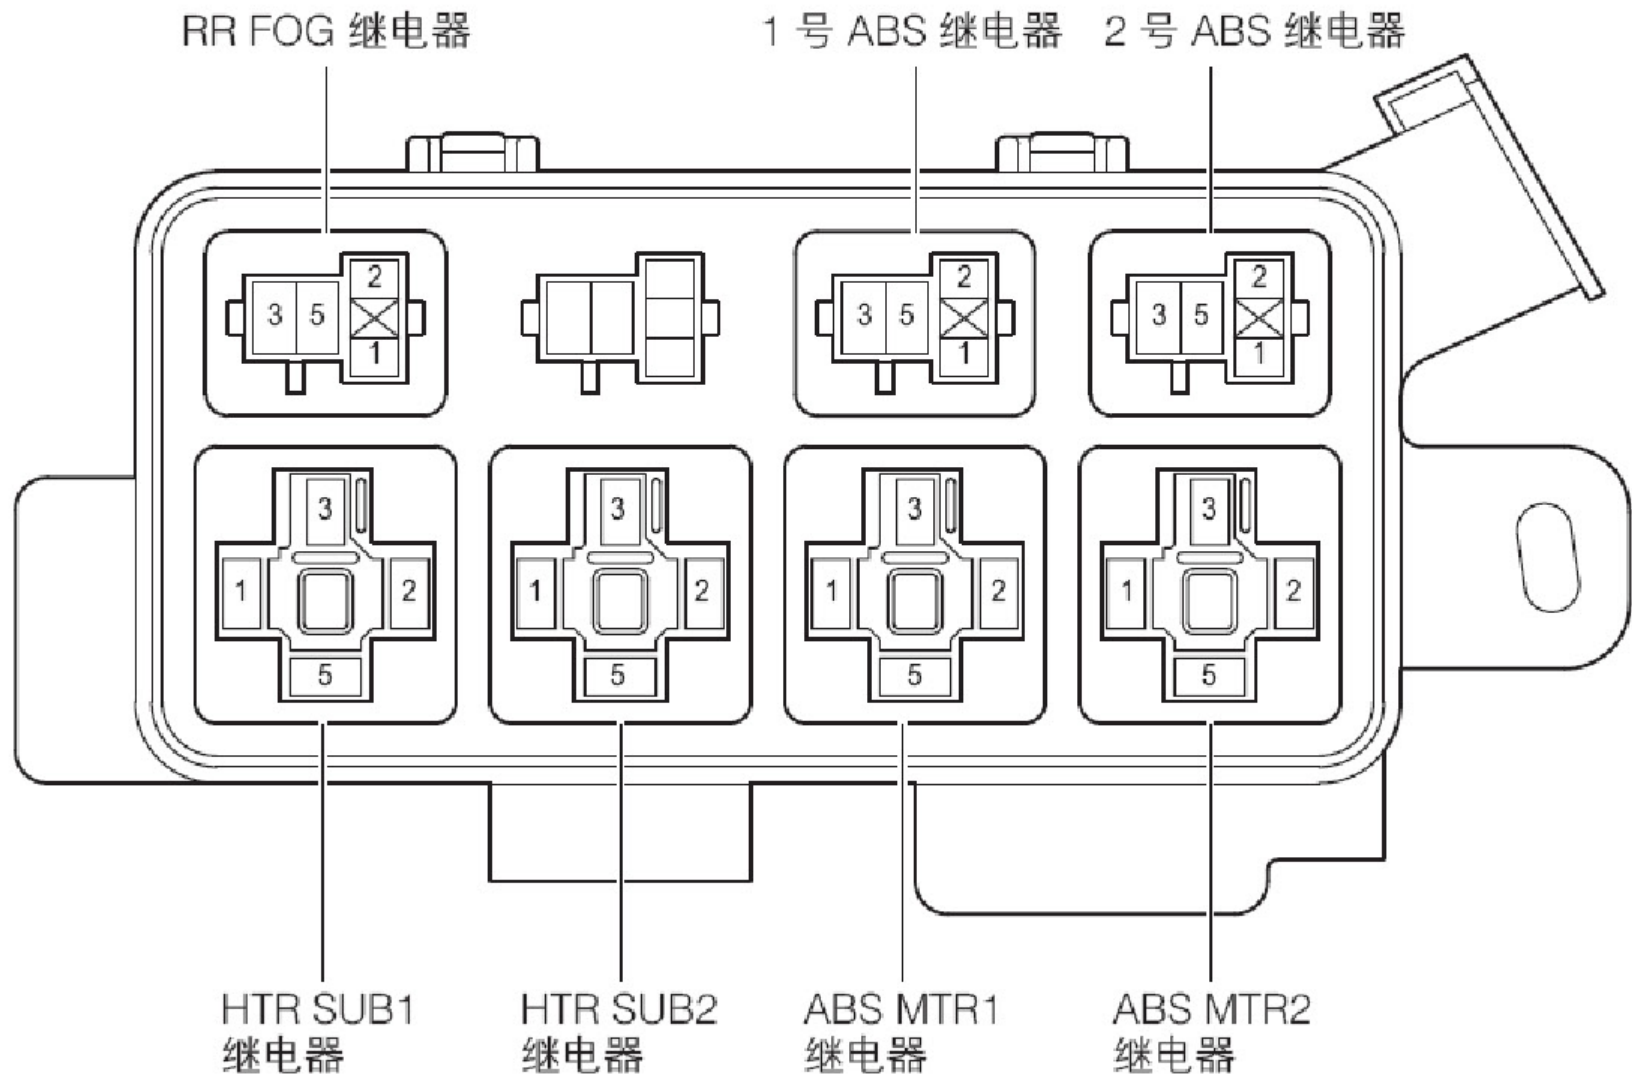 RR FOG 继电器 1 号 ABS 继电器 2 号 ABS 继电器
2 2 2
3 5 3 5 3 5
1 1 1
3 3 3 3
1 2 1 2 1 2 1 2
5 5 5 5
HTR SUB1 HTR SUB2 ABS MTR1 ABS MTR2
继电器 继电器 继电器 继电器